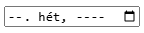 --. hét, ----